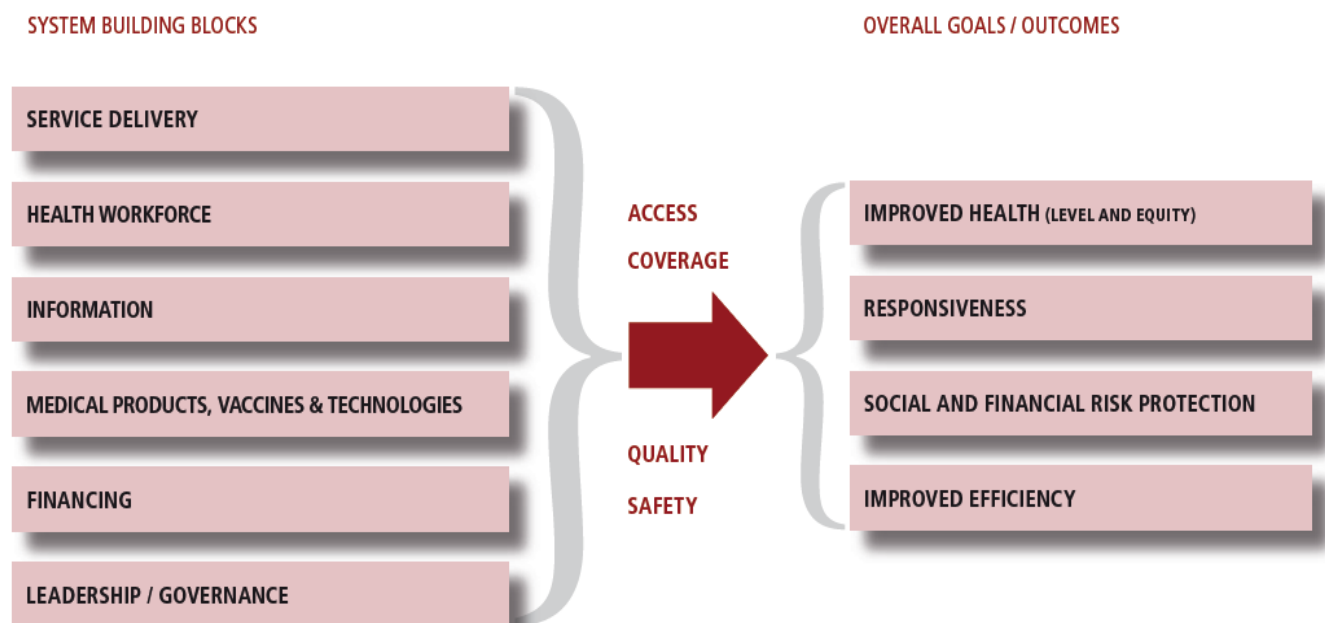 SYSTEM BUILDING BLOCKS
OVERALL GOALS / OUTCOMES
SERVICE DELIVERY
HEALTH WORKFORCE
INFORMATION
MEDICAL PRODUCTS, VACCINES & TECHNOLOGIES
FINANCING
LEADERSHIP / GOVERNANCE
ACCESS
COVERAGE
QUALITY
SAFETY
IMPROVED HEALTH (LEVEL AND EQUITY)
RESPONSIVENESS
SOCIAL AND FINANCIAL RISK PROTECTION
IMPROVED EFFICIENCY